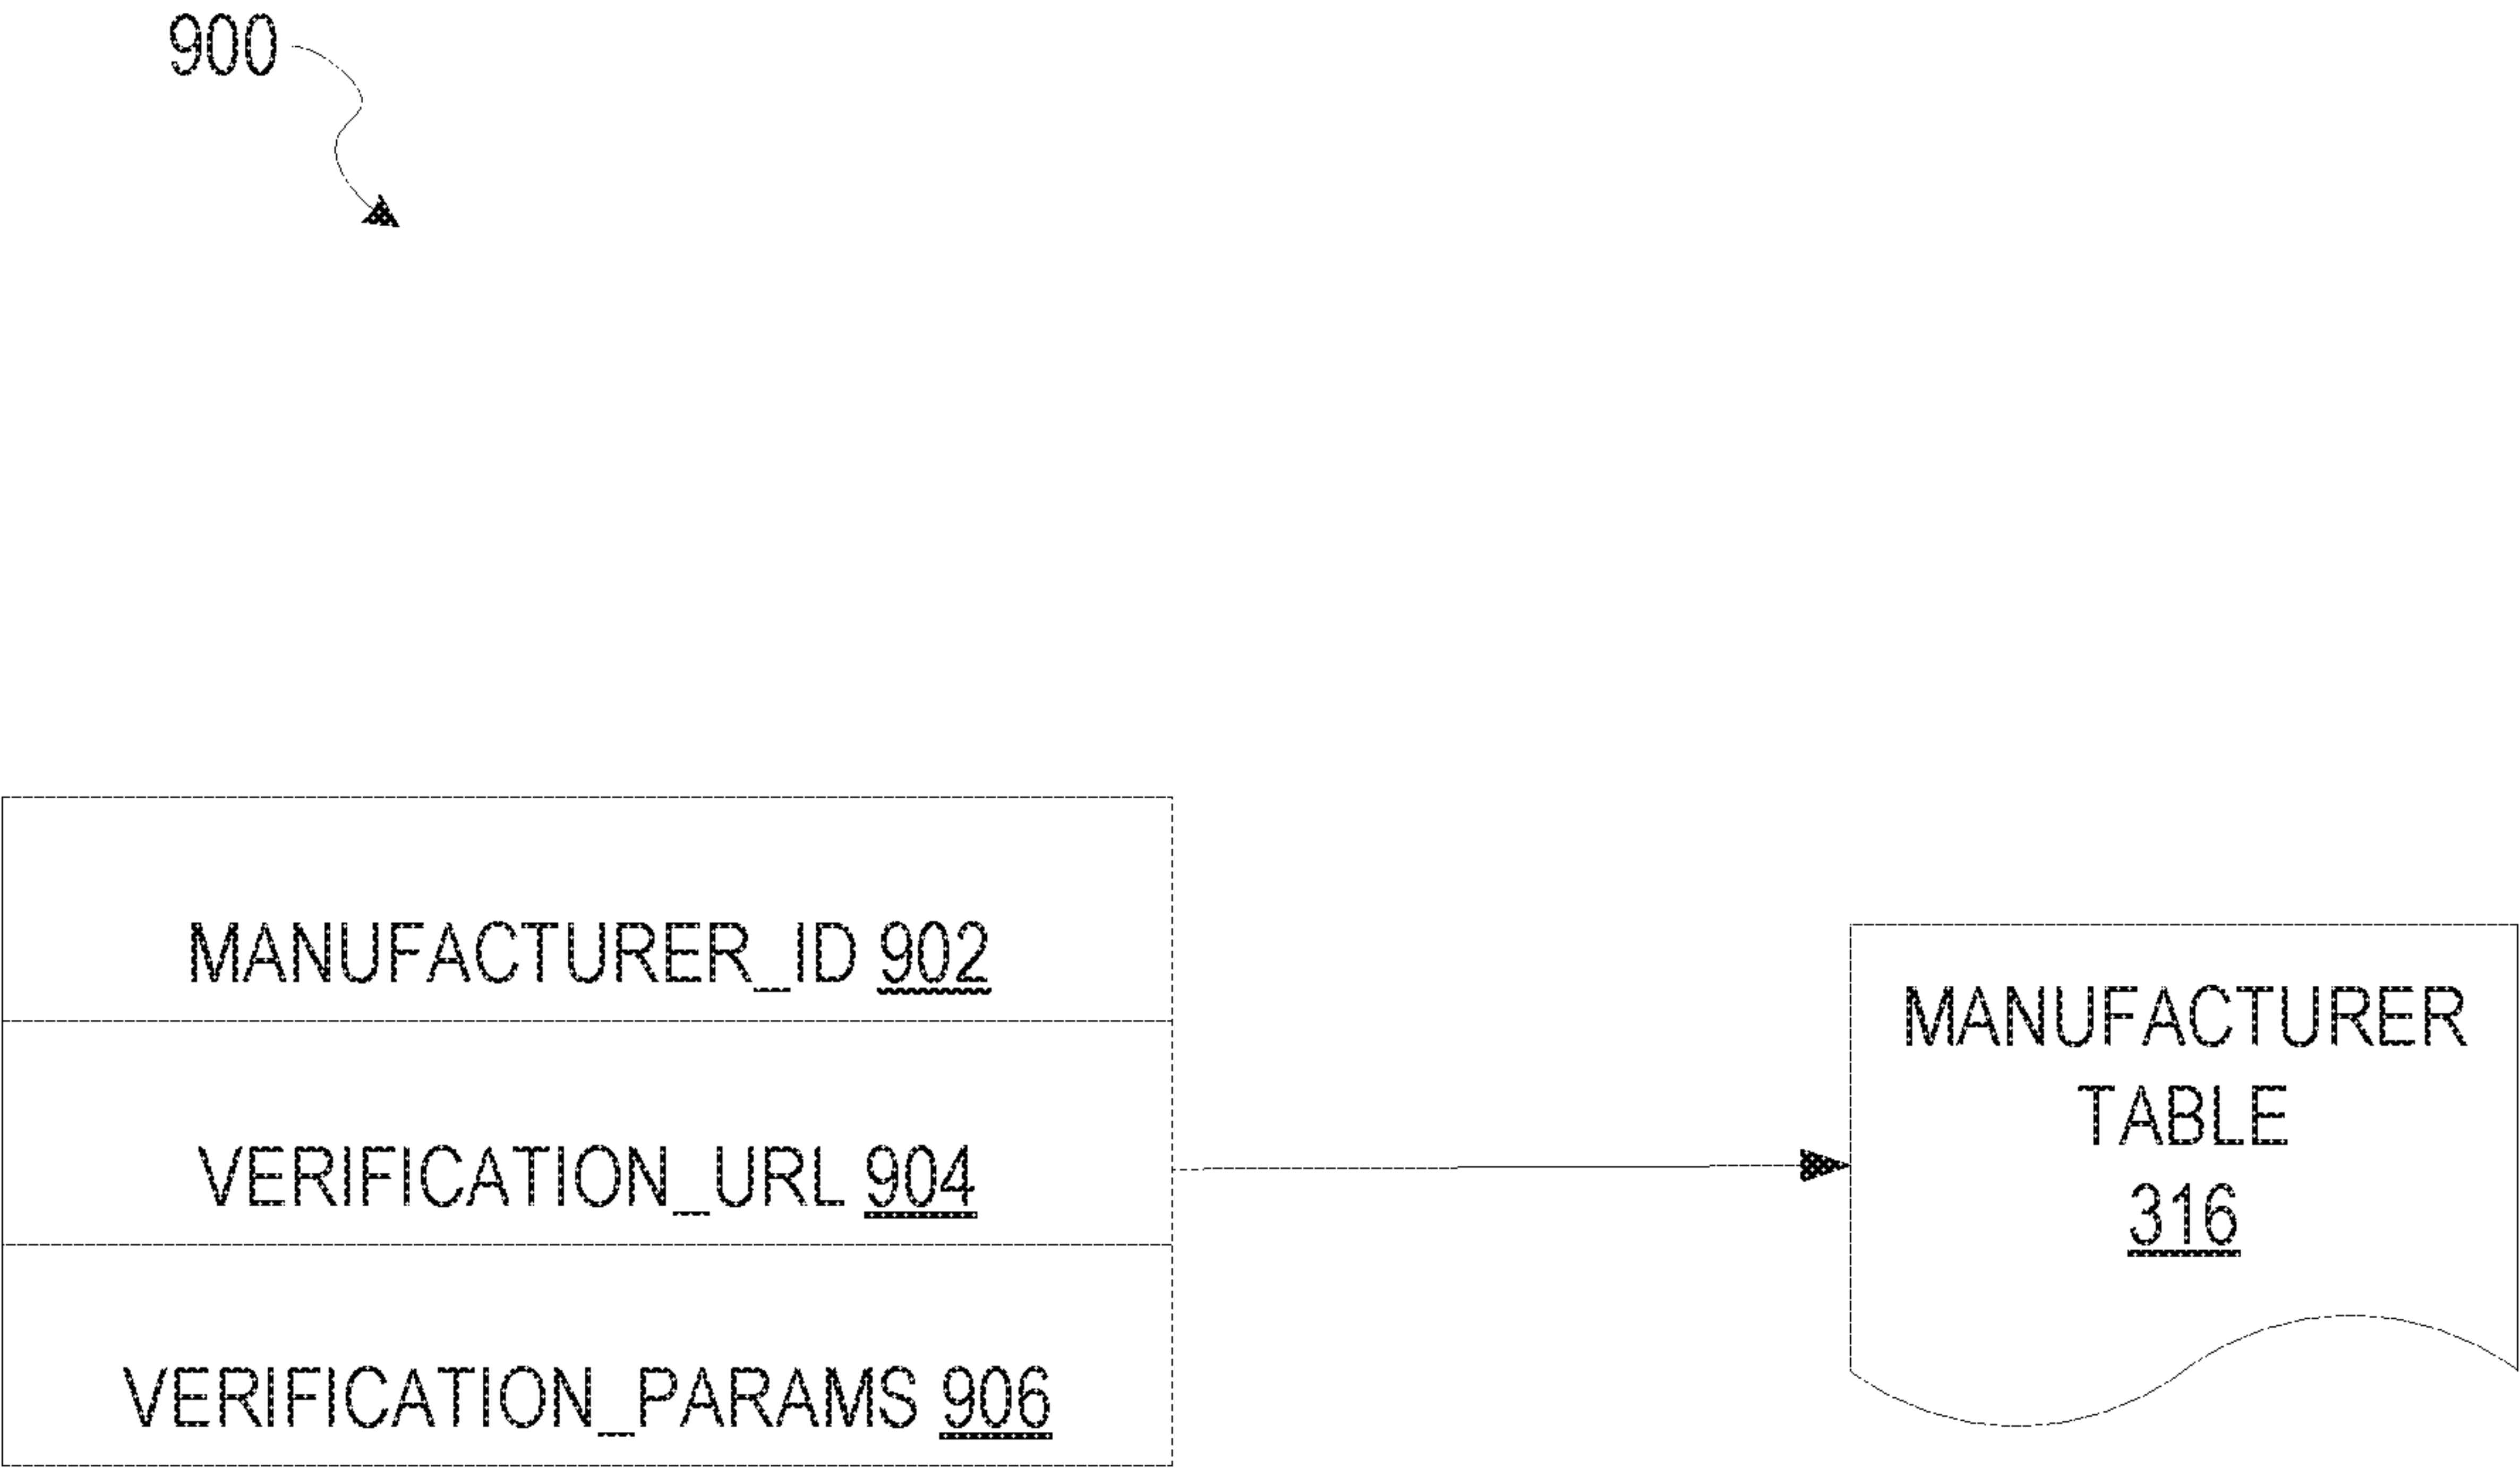 900
MANUFACTURER_ID 902
VERIFICATION_URL 904
VERIFICATION_PARAMS 906
MANUFACTURER
TABLE
316